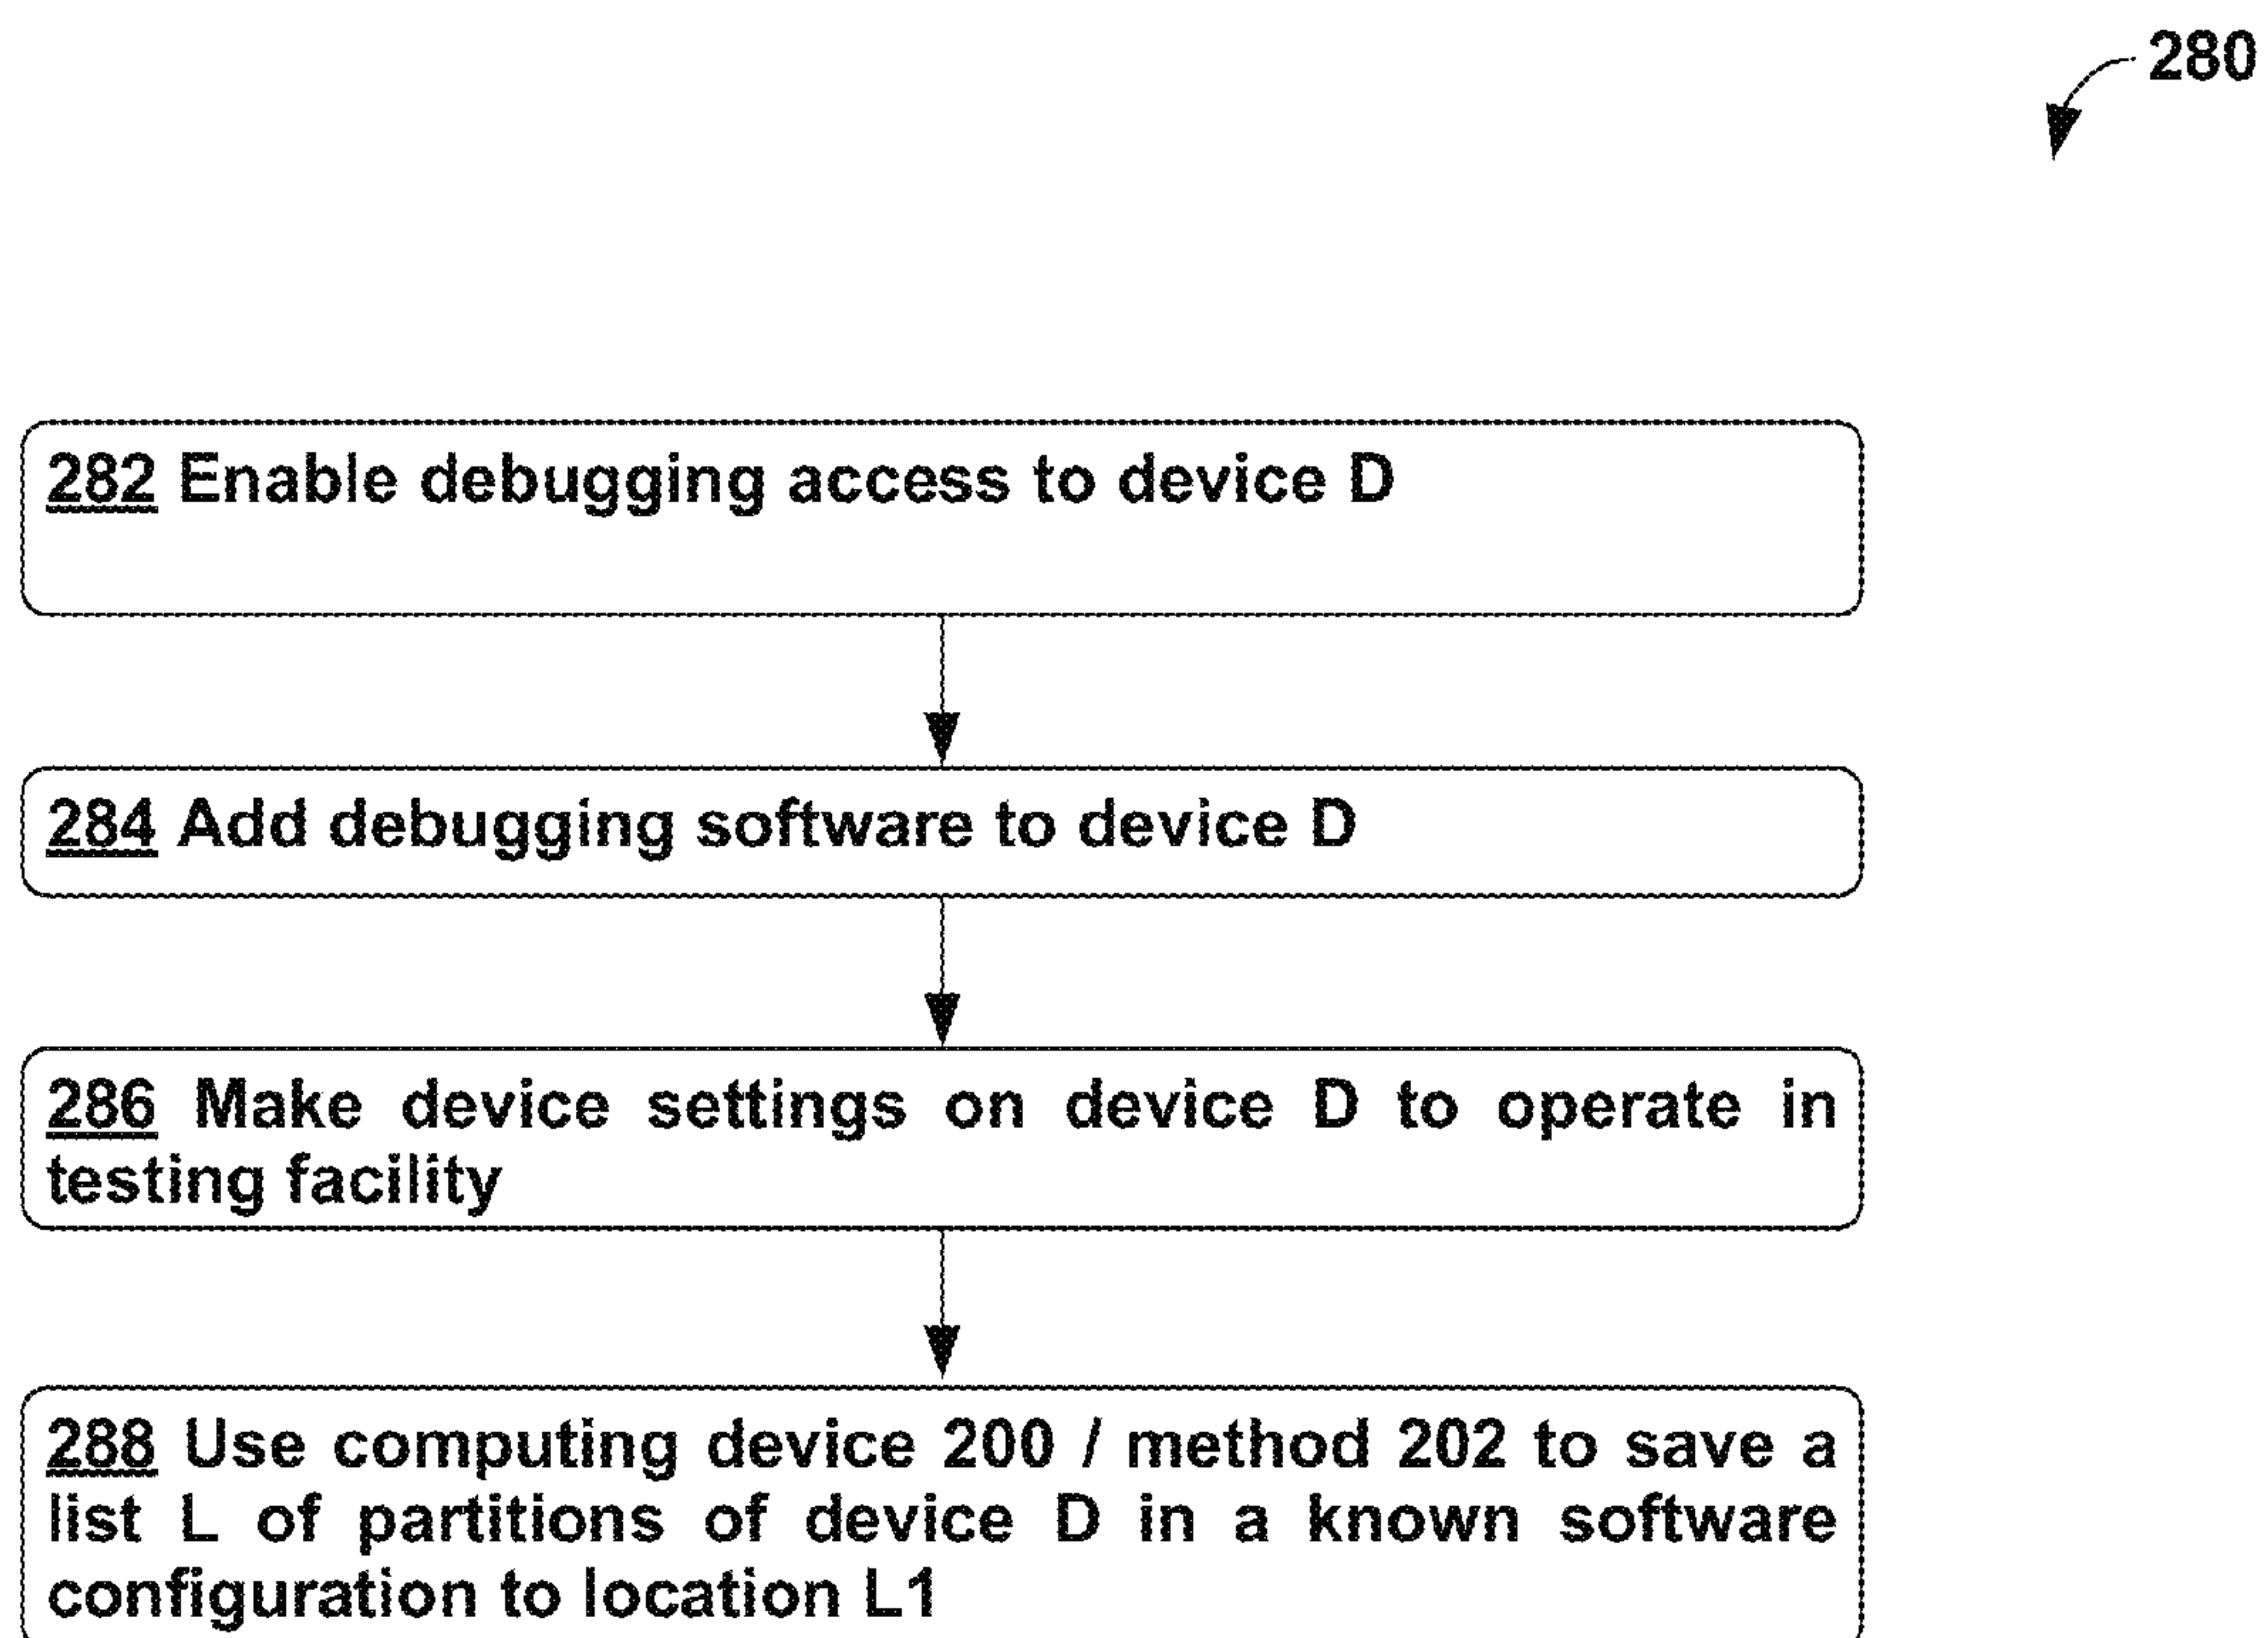 280
282 Enable debugging access to device D
284 Add debugging software to device D
286 Make device settings on device D to operate in
testing facility
288 Use computing device 200 / method 202 to save a
list L of partitions of device D in a known software
configuration to location L1